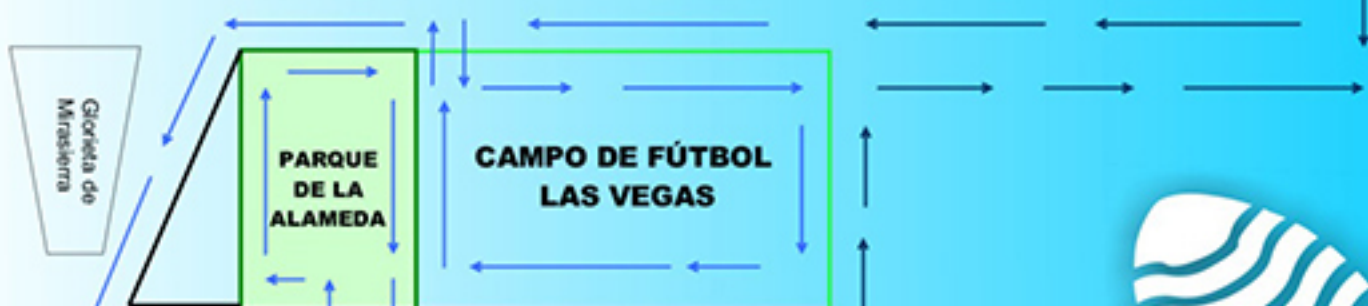 Glorieta de
Mirasierra
PARQUE
DE LA
ALAMEDA
CAMPO DE FÚTBOL
LAS VEGAS